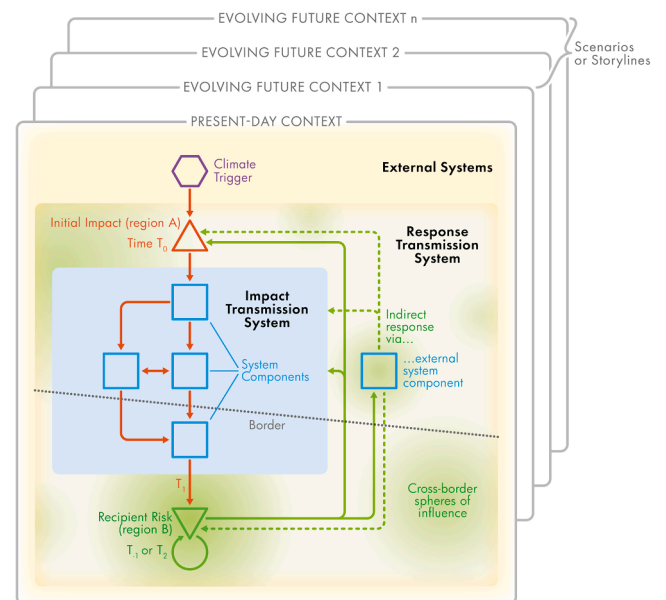 EVOLVING FUTURE CONTEXT n
EVOLVING FUTURE CONTEXT 2
Scenarios
or Storylines
EVOLVING FUTURE CONTEXT 1
PRESENT-DAY CONTEXT
Climate
Trigger
External Systems
Initial Impact (region A)
Time T0
Response
Transmission
System
Impact
Transmission
System
Indirect
response
via...
...external
system
component
System
Components
Border
T1
Cross-border
spheres of
influence
Recipient Risk
(region B)
T-1 or T2